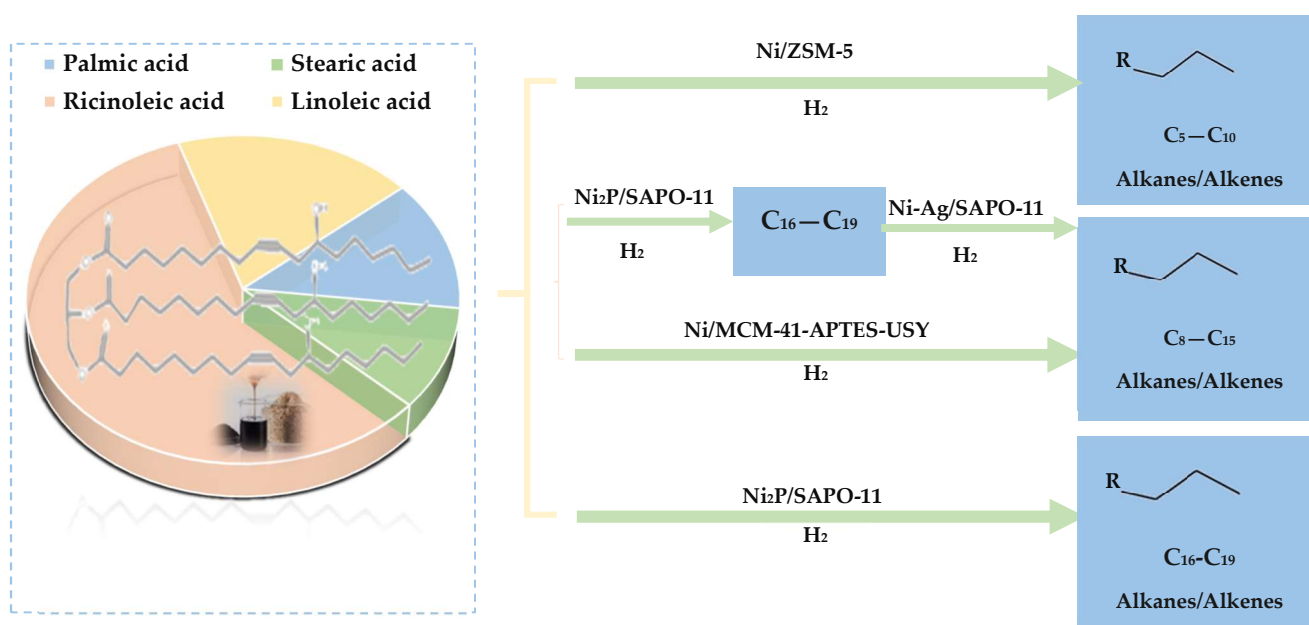 Palmic acid
Stearic acid
Ricinoleic acid
Linoleic acid
Ni/ZSM-5
H₂
R
C₅—C₁₀
Alkanes/Alkenes
Ni₂P/SAPO-11
H₂
C₁₆—C₁₉
Ni-Ag/SAPO-11
H₂
Ni/MCM-41-APTES-USY
H₂
R
C₈—C₁₅
Alkanes/Alkenes
Ni₂P/SAPO-11
H₂
R
C₁₆-C₁₉
Alkanes/Alkenes